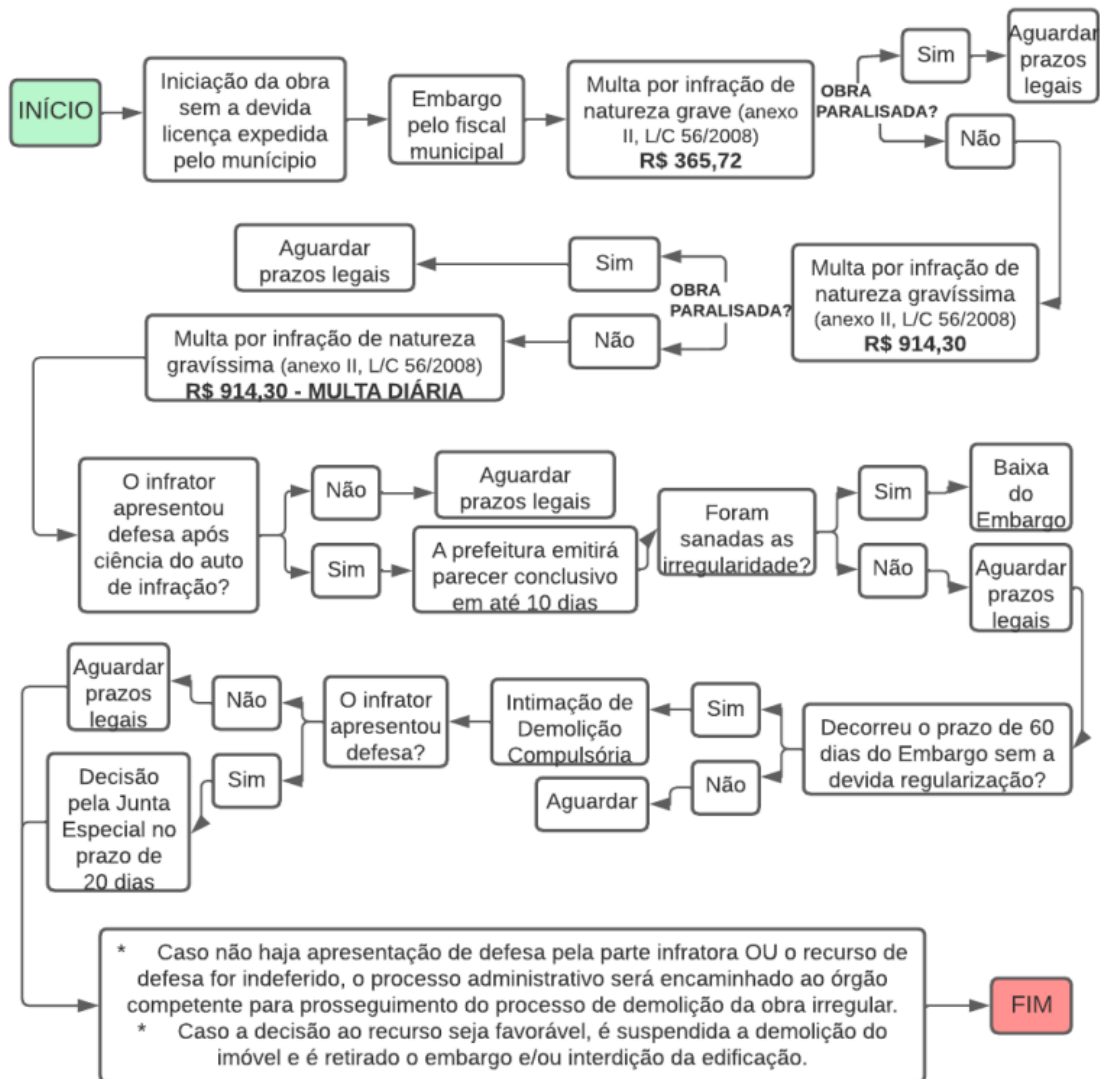 INÍCIO
Iniciação da obra
sem a devida
licença expedida
pelo munícipio
Embargo
pelo fiscal
municipal
Multa por infração de
natureza grave (anexo
II, L/C 56/2008)
R$ 365,72
OBRA
PARALISADA?
Sim
Aguardar
prazos
legais
Não
Multa por infração de
natureza gravíssima
(anexo II, L/C 56/2008)
R$ 914,30
OBRA
PARALISADA?
Sim
Aguardar
prazos legais
Não
Multa por infração de natureza
gravíssima (anexo II, L/C 56/2008)
R$ 914,30 - MULTA DIÁRIA
O infrator
apresentou
defesa após
ciência do auto
de infração?
Não
Aguardar
prazos legais
Sim
A prefeitura emitirá
parecer conclusivo
em até 10 dias
Foram
sanadas as
irregularidade?
Sim
Baixa
do
Embargo
Não
Aguardar
prazos
legais
Decorreu o prazo de 60
dias do Embargo sem a
devida regularização?
Sim
Intimação de
Demolição
Compulsória
Não
Aguardar
O infrator
apresentou
defesa?
Não
Aguardar
prazos
legais
Sim
Decisão
pela Junta
Especial no
prazo de
20 dias
* Caso não haja apresentação de defesa pela parte infratora OU o recurso de
defesa for indeferido, o processo administrativo será encaminhado ao órgão
competente para prosseguimento do processo de demolição da obra irregular.
* Caso a decisão ao recurso seja favorável, é suspendida a demolição do
imóvel e é retirado o embargo e/ou interdição da edificação.
FIM